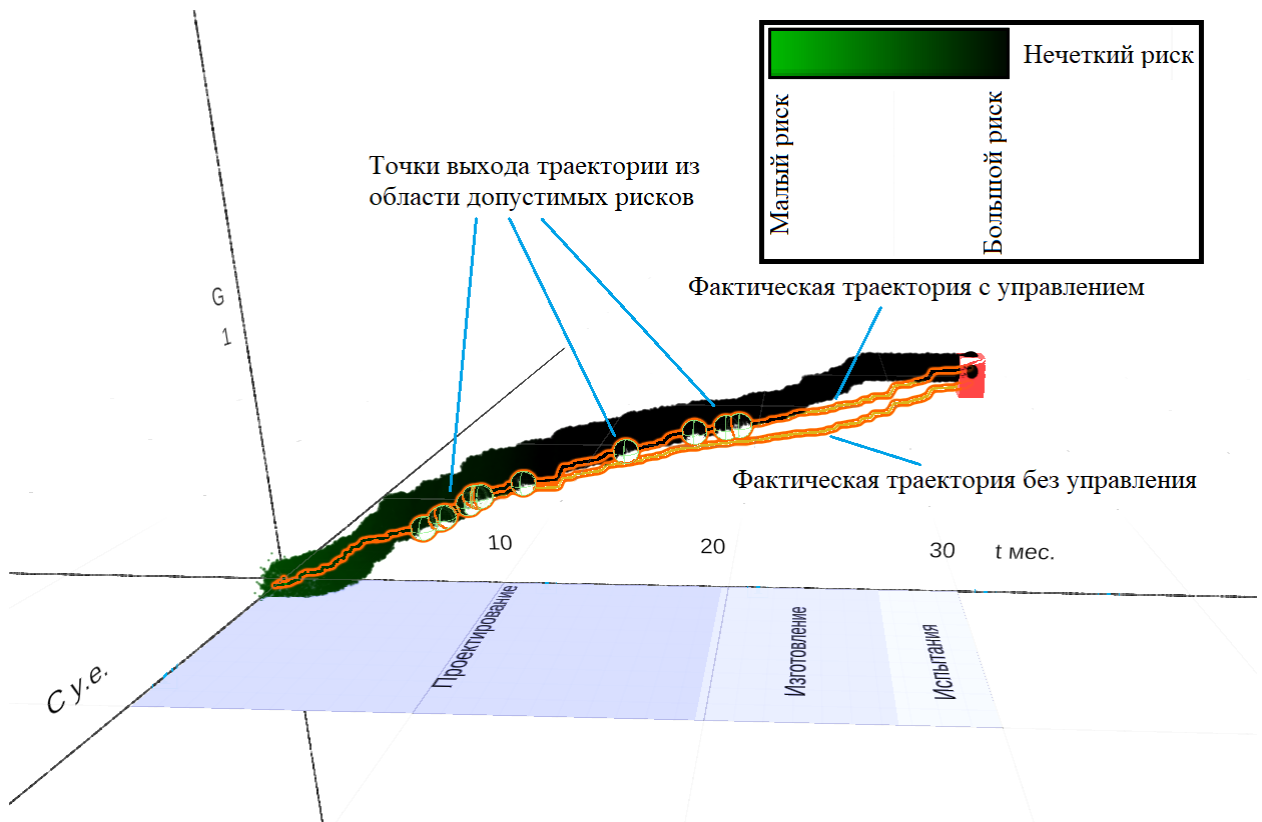 Нечеткий риск
Малый риск
Большой риск
Точки выхода траектории из
области допустимых рисков
Фактическая траектория с управлением
G
1
Фактическая траектория без управления
10
20
30
t мес.
Проектирование
Изготовление
Испытания
C y.e.